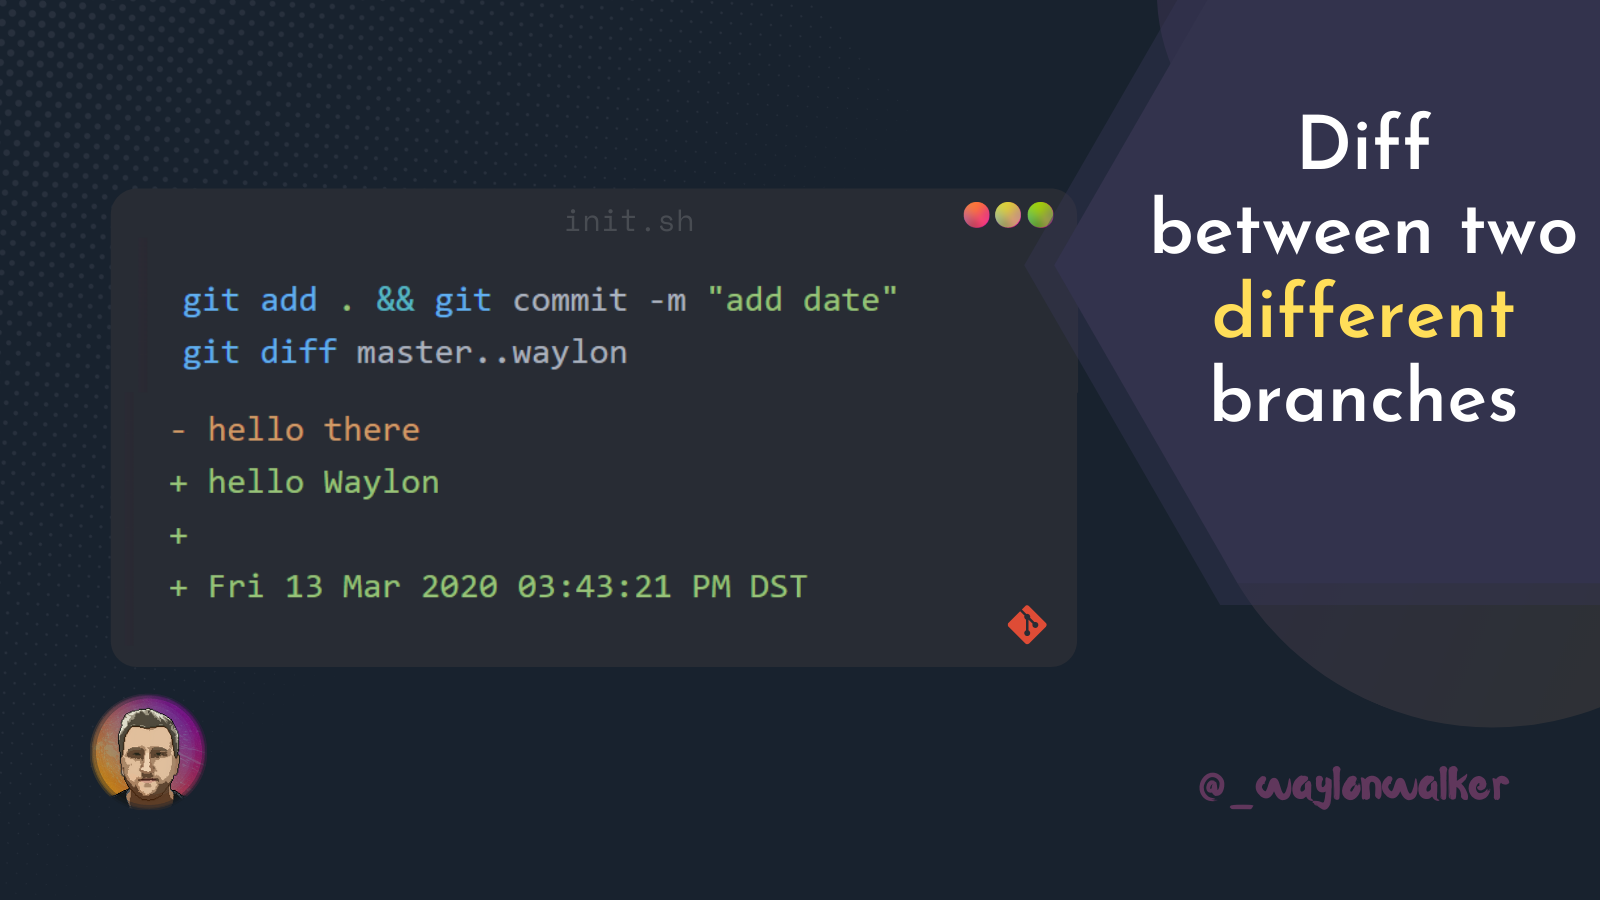 init.sh
git add . && git commit -m "add date"
git diff master..waylon
- hello there
+ hello Waylon
+
+ Fri 13 Mar 2020 03:43:21 PM DST
Diff
between two
different
branches
@_waylonwalker